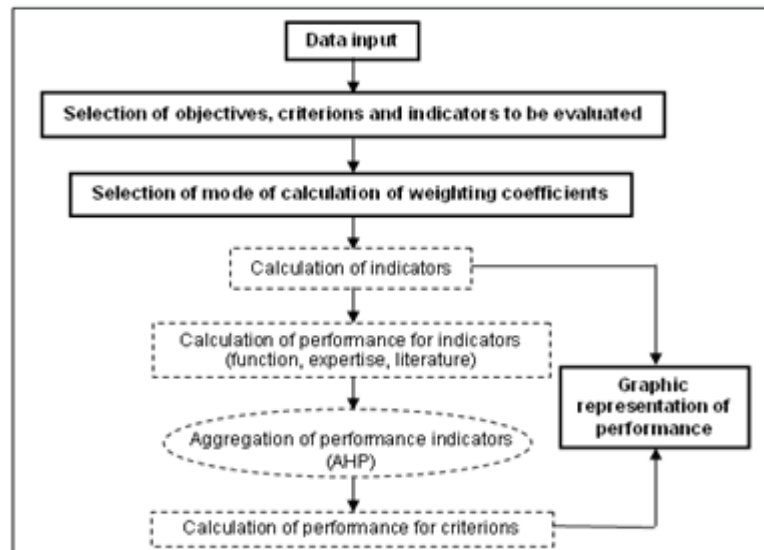 Data input
Selection of objectives, criterions and indicators to be evaluated
Selection of mode of calculation of weighting coefficients
Calculation of indicators
Calculation of performance for indicators
(function, expertise, literature)
Graphic
representation of
performance
Aggregation of performance indicators
(AHP)
Calculation of performance for criterions